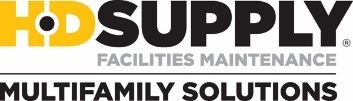 HDSUPPLY®
FACILITIES MAINTENANCE
MULTIFAMILY SOLUTIONS